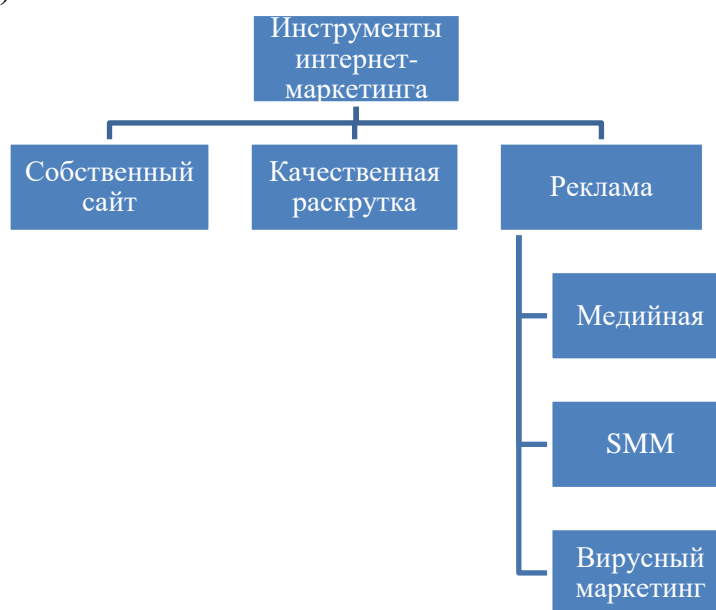 )
Инструменты
интернет-
маркетинга
Собственный
сайт
Качественная
раскрутка
Реклама
Медийная
SMM
Вирусный
маркетинг